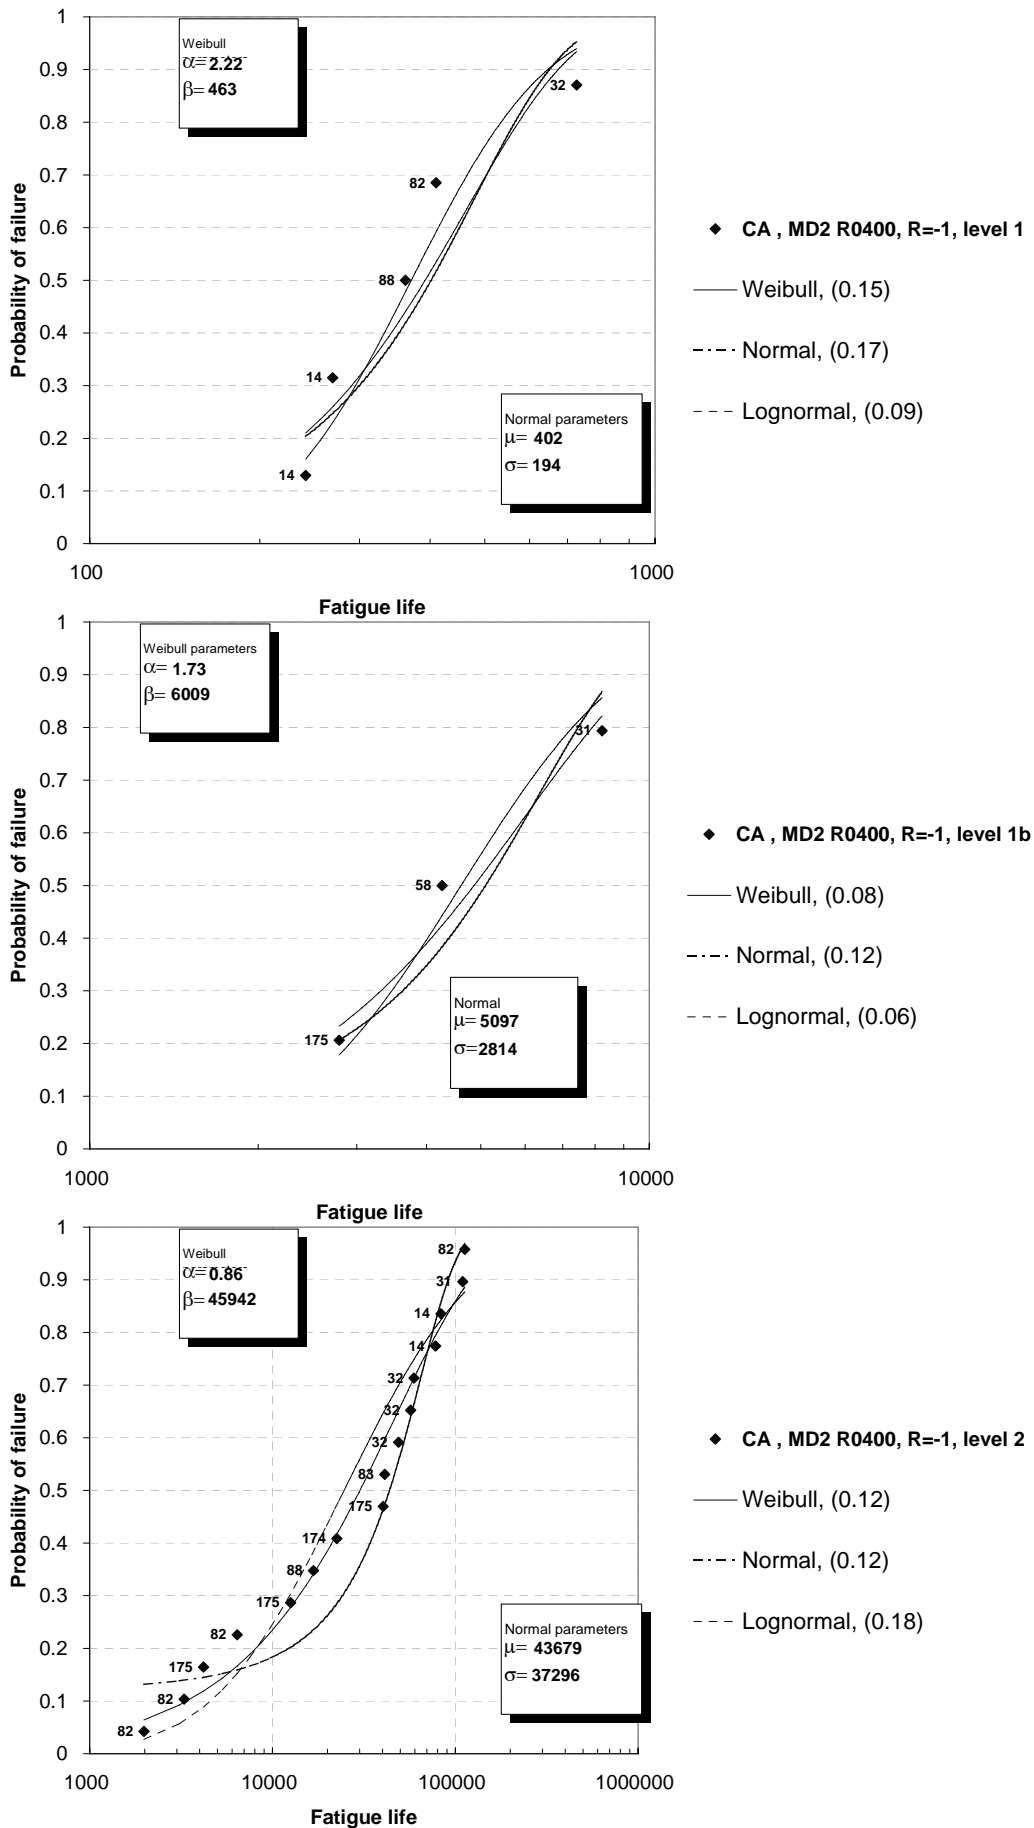 1
0.9
0.8
0.7
0.6
0.5
0.4
0.3
0.2
0.1
0
Probability of failure
Weibull
α= 2.22
β= 463
32
82
88
14
14
Normal parameters
μ= 402
σ= 194
100
1000
Fatigue life
CA , MD2 R0400, R=-1, level 1
Weibull, (0.15)
Normal, (0.17)
Lognormal, (0.09)
1
0.9
0.8
0.7
0.6
0.5
0.4
0.3
0.2
0.1
0
Probability of failure
Weibull parameters
α= 1.73
β= 6009
31
58
175
Normal
μ= 5097
σ=2814
1000
10000
Fatigue life
CA , MD2 R0400, R=-1, level 1b
Weibull, (0.08)
Normal, (0.12)
Lognormal, (0.06)
1
0.9
0.8
0.7
0.6
0.5
0.4
0.3
0.2
0.1
0
Probability of failure
Weibull
α=0.86
β=45942
82
31
14
14
32
32
32
83
175
174
88
175
82
175
82
82
Normal parameters
μ= 43679
σ=37296
1000
10000
100000
1000000
Fatigue life
CA , MD2 R0400, R=-1, level 2
Weibull, (0.12)
Normal, (0.12)
Lognormal, (0.18)